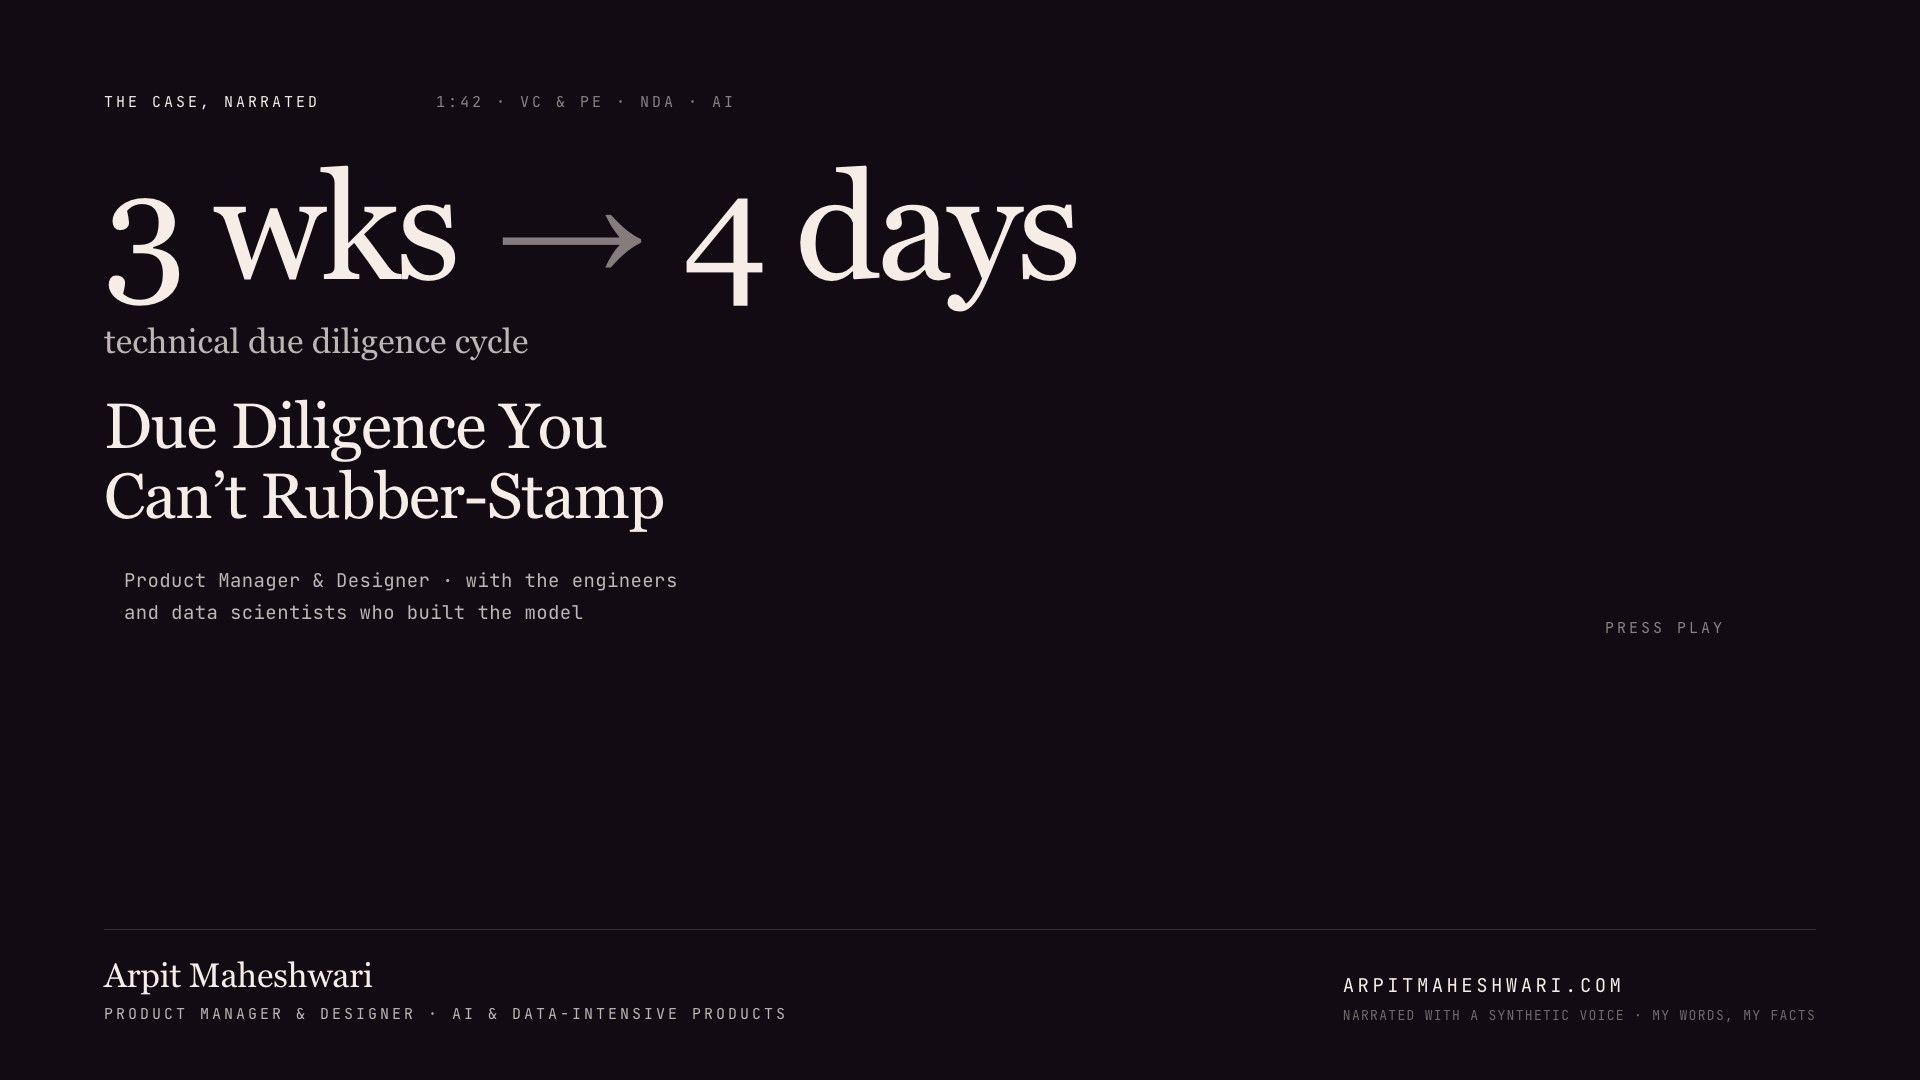 THE CASE, NARRATED
1:42 · VC & PE · NDA · AI
3 wks → 4 days
technical due diligence cycle
Due Diligence You
Can’t Rubber-Stamp
Product Manager & Designer · with the engineers
and data scientists who built the model
PRESS PLAY
Arpit Maheshwari
PRODUCT MANAGER & DESIGNER · AI & DATA-INTENSIVE PRODUCTS
ARPITMAHESHWARI.COM
NARRATED WITH A SYNTHETIC VOICE · MY WORDS, MY FACTS